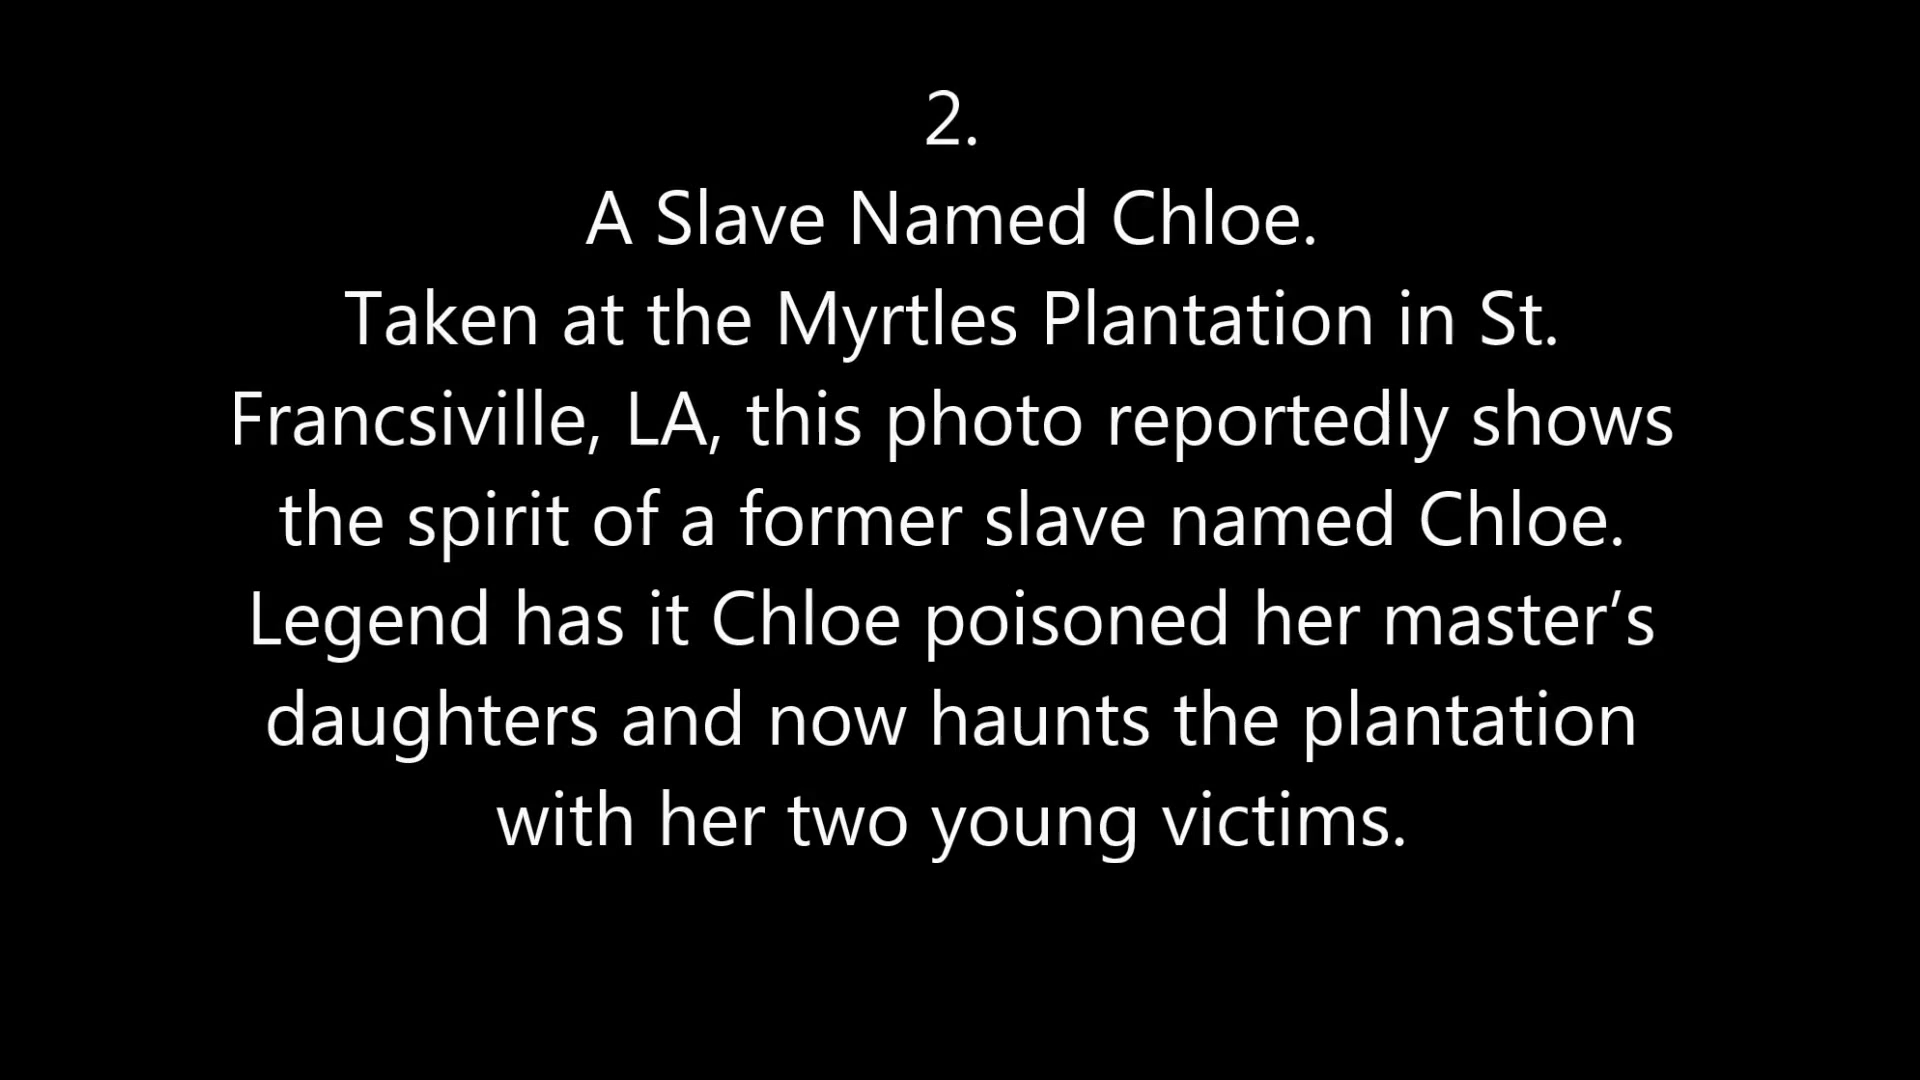 2.
A Slave Named Chloe.
Taken at the Myrtles Plantation in St.
Francsiville, LA, this photo reportedly shows
the spirit of a former slave named Chloe.
Legend has it Chloe poisoned her master’s
daughters and now haunts the plantation
with her two young victims.